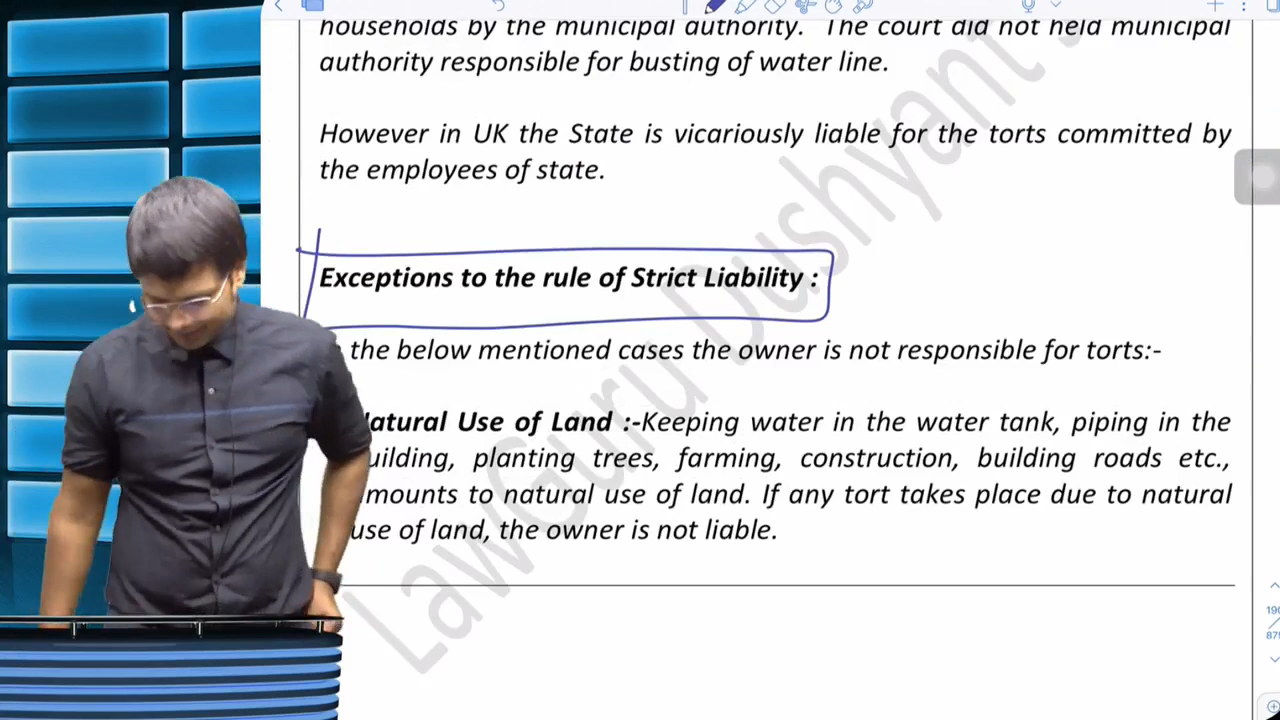 households by the municipal authority. The court did not held municipal
authority responsible for busting of water line.
However in UK the State is vicariously liable for the torts committed by
the employees of state.
Exceptions to the rule of Strict Liability :
the below mentioned cases the owner is not responsible for torts:-
atural Use of Land :-Keeping water in the water tank, piping in the
uilding, planting trees, farming, construction, building roads etc.,
mounts to natural use of land. If any tort takes place due to natural
use of land, the owner is not liable.
LawGuru Dushyant